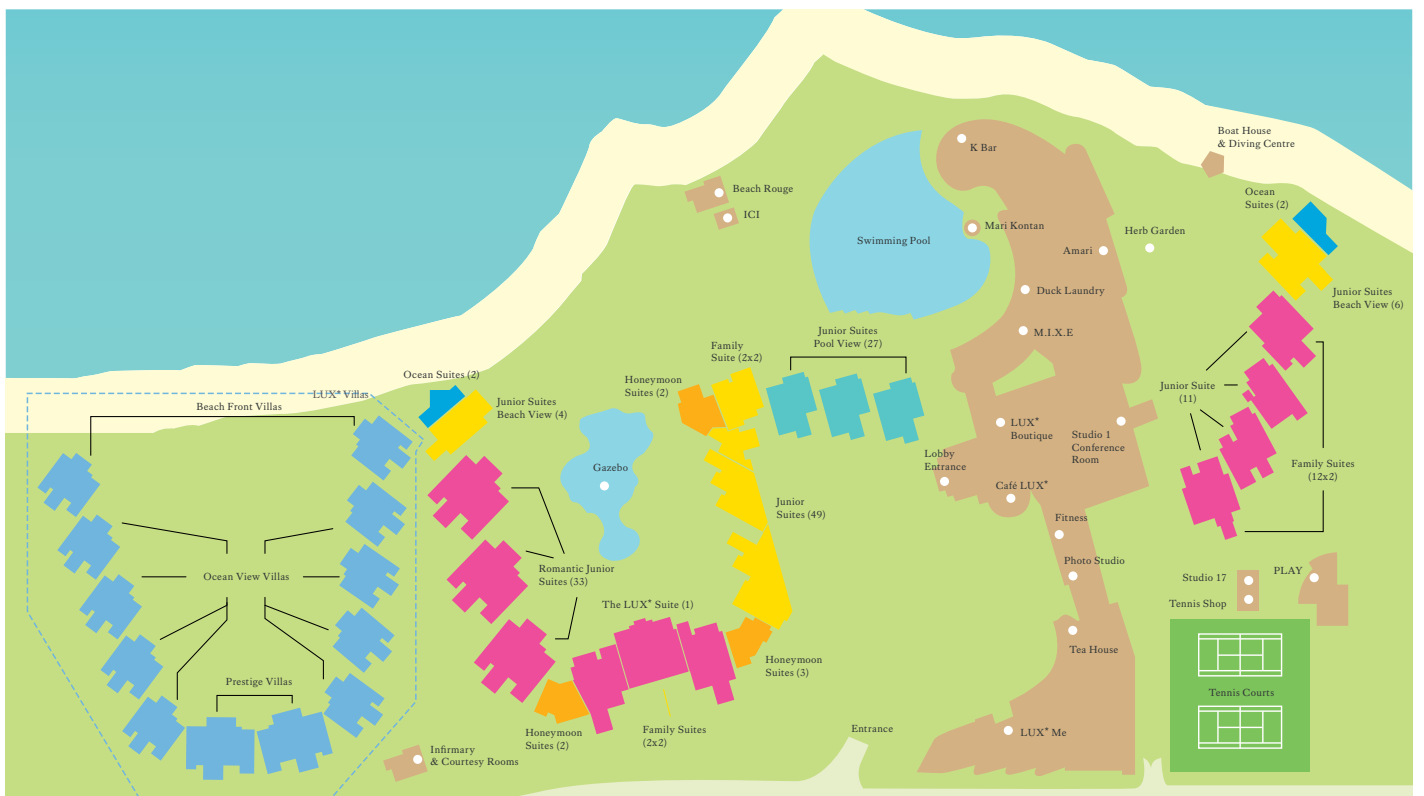 K Bar
Boat House
& Diving Centre
Beach Rouge
ICI
Ocean
Suites (2)
Mari Kontan
Herb Garden
Swimming Pool
Amari
Duck Laundry
Junior Suites
Beach View (6)
M.I.X.E
Junior Suites
Pool View (27)
Family
Suite (2x2)
Honeymoon
Suites (2)
Ocean Suites (2)
Junior Suite
(11)
LUX* Villas
Beach Front Villas
Junior Suites
Beach View (4)
LUX*
Boutique
Studio 1
Conference
Room
Lobby
Entrance
Gazebo
Family Suites
(12x2)
Café LUX*
Junior
Suites (49)
Fitness
Photo Studio
Ocean View Villas
Romantic Junior
Suites (33)
Studio 17
PLAY
Tennis Shop
The LUX* Suite (1)
Tea House
Honeymoon
Suites (3)
Prestige Villas
Tennis Courts
Honeymoon
Suites (2)
Family Suites
(2x2)
Entrance
LUX* Me
Infirmary
& Courtesy Rooms